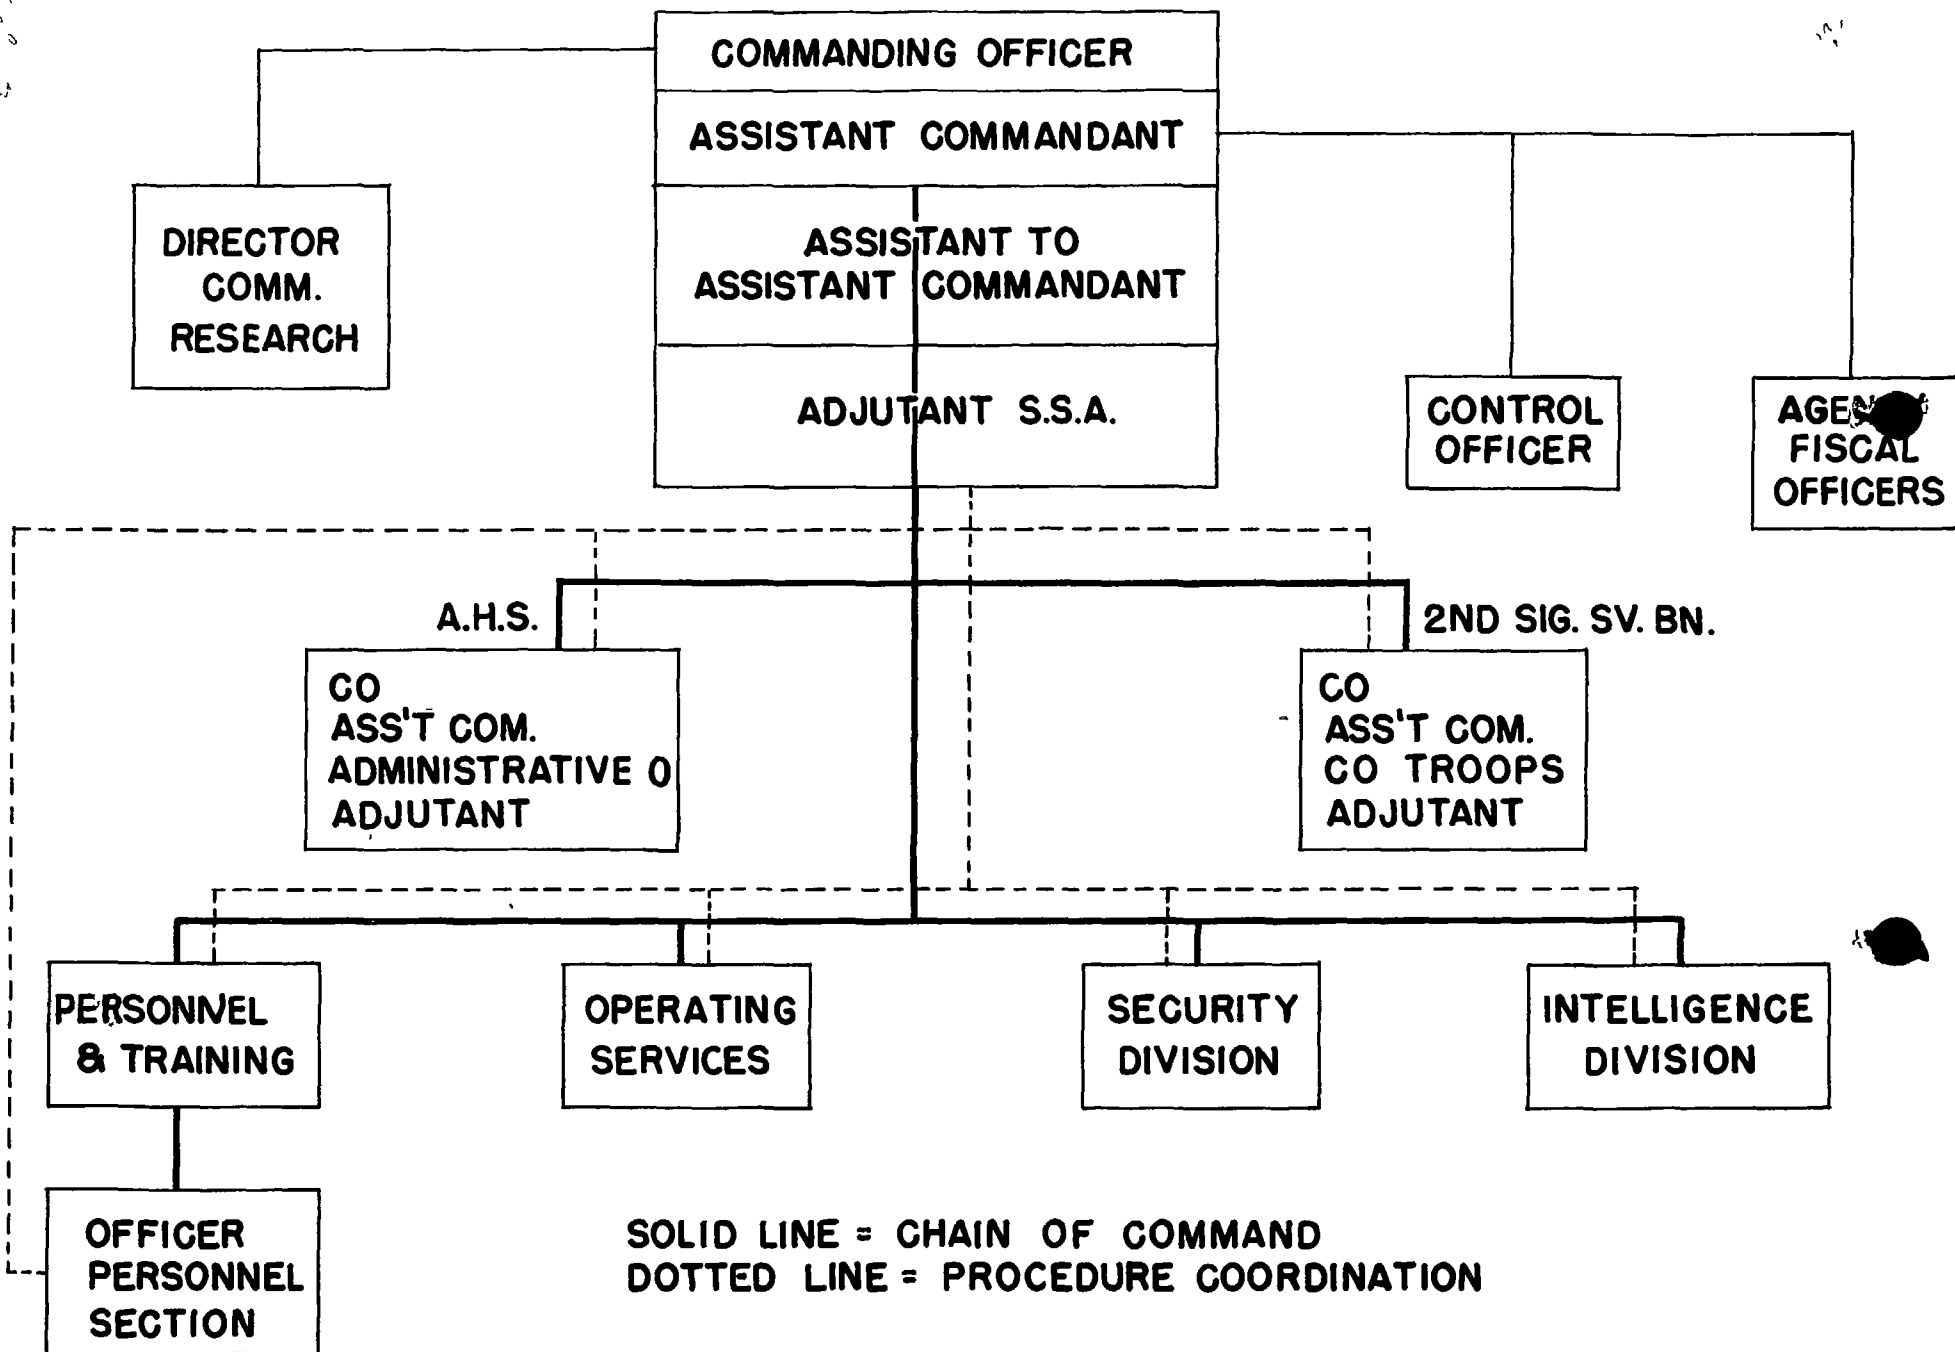 COMMANDING OFFICER
ASSISTANT COMMANDANT
ASSISTANT TO
ASSISTANT COMMANDANT
ADJUTANT S.S.A.
DIRECTOR
COMM.
RESEARCH
CONTROL
OFFICER
FISCAL
OFFICERS
A.H.S.
CO
ASS'T COM.
ADMINISTRATIVE O
ADJUTANT
2ND SIG. SV. BN.
CO
ASS'T COM.
CO TROOPS
ADJUTANT
PERSONNEL
& TRAINING
OPERATING
SERVICES
SECURITY
DIVISION
INTELLIGENCE
DIVISION
OFFICER
PERSONNEL
SECTION
SOLID LINE = CHAIN OF COMMAND
DOTTED LINE = PROCEDURE COORDINATION